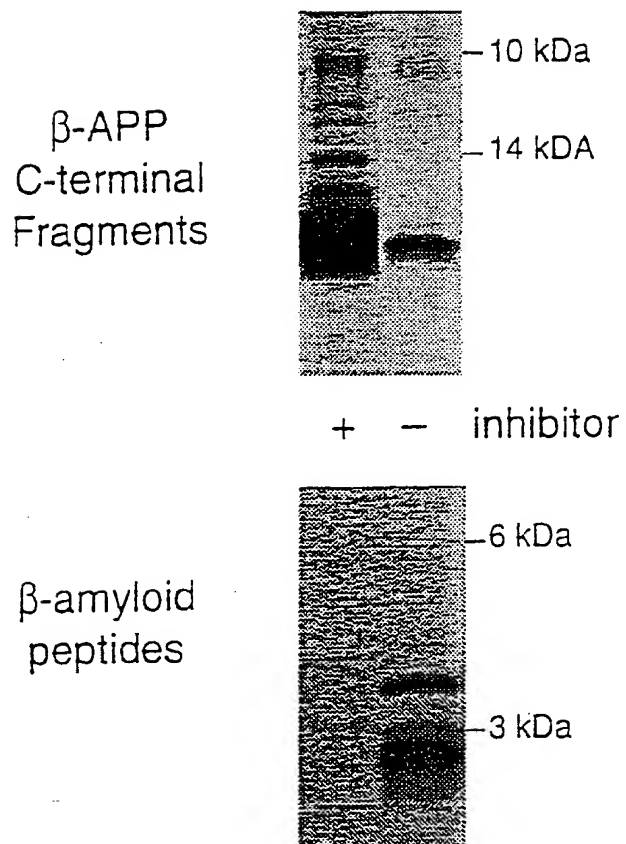 10 kDa
β-APP
C-terminal
Fragments
14 kDA
+ − inhibitor
6 kDa
β-amyloid
peptides
3 kDa